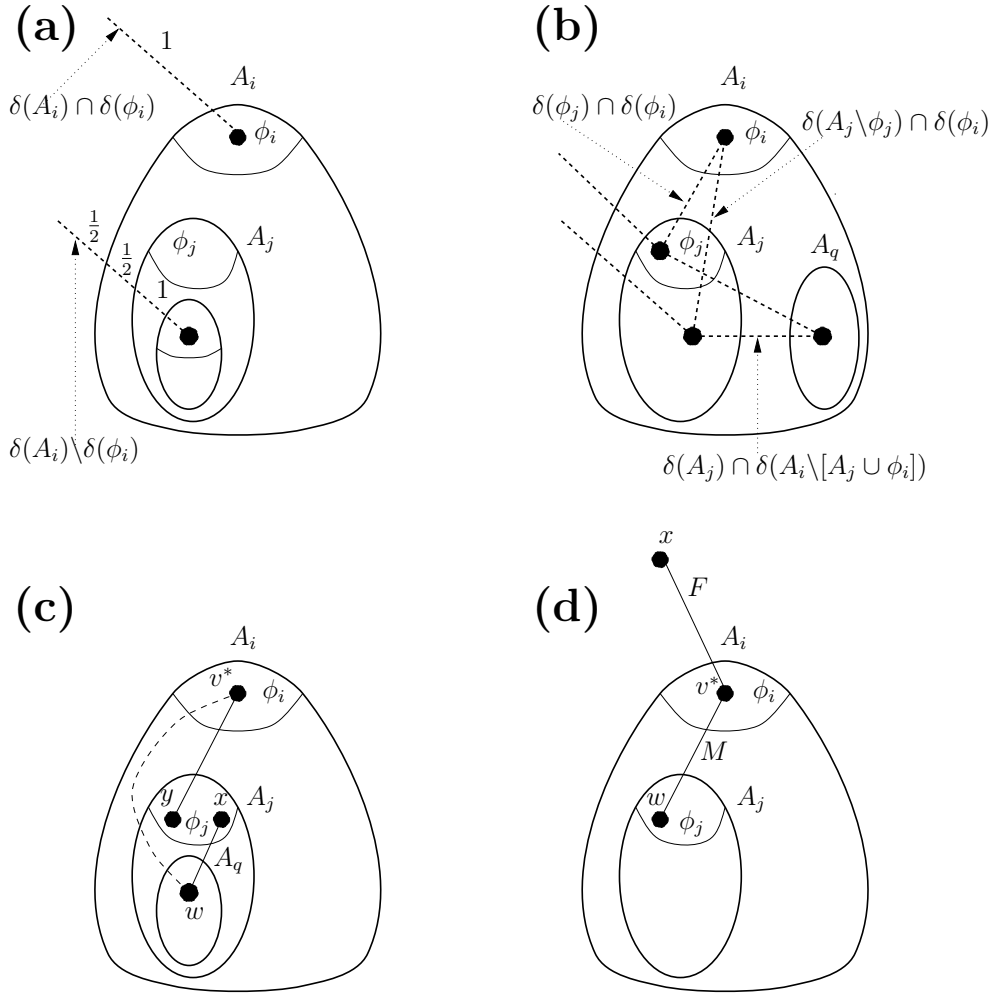 (a)
1
A_i
δ(A_i) ∩ δ(ϕ_i)
ϕ_i
1/2
ϕ_j
A_j
1/2
1
δ(A_i)\δ(ϕ_i)
(b)
A_i
δ(ϕ_j) ∩ δ(ϕ_i)
δ(A_j\ϕ_j) ∩ δ(ϕ_i)
ϕ_i
ϕ_j
A_j
A_q
δ(A_j) ∩ δ(A_i\[A_j ∪ ϕ_i])
(c)
A_i
v*
ϕ_i
y
x
A_j
ϕ_j
A_q
w
(d)
x
F
A_i
v*
ϕ_i
M
w
A_j
ϕ_j